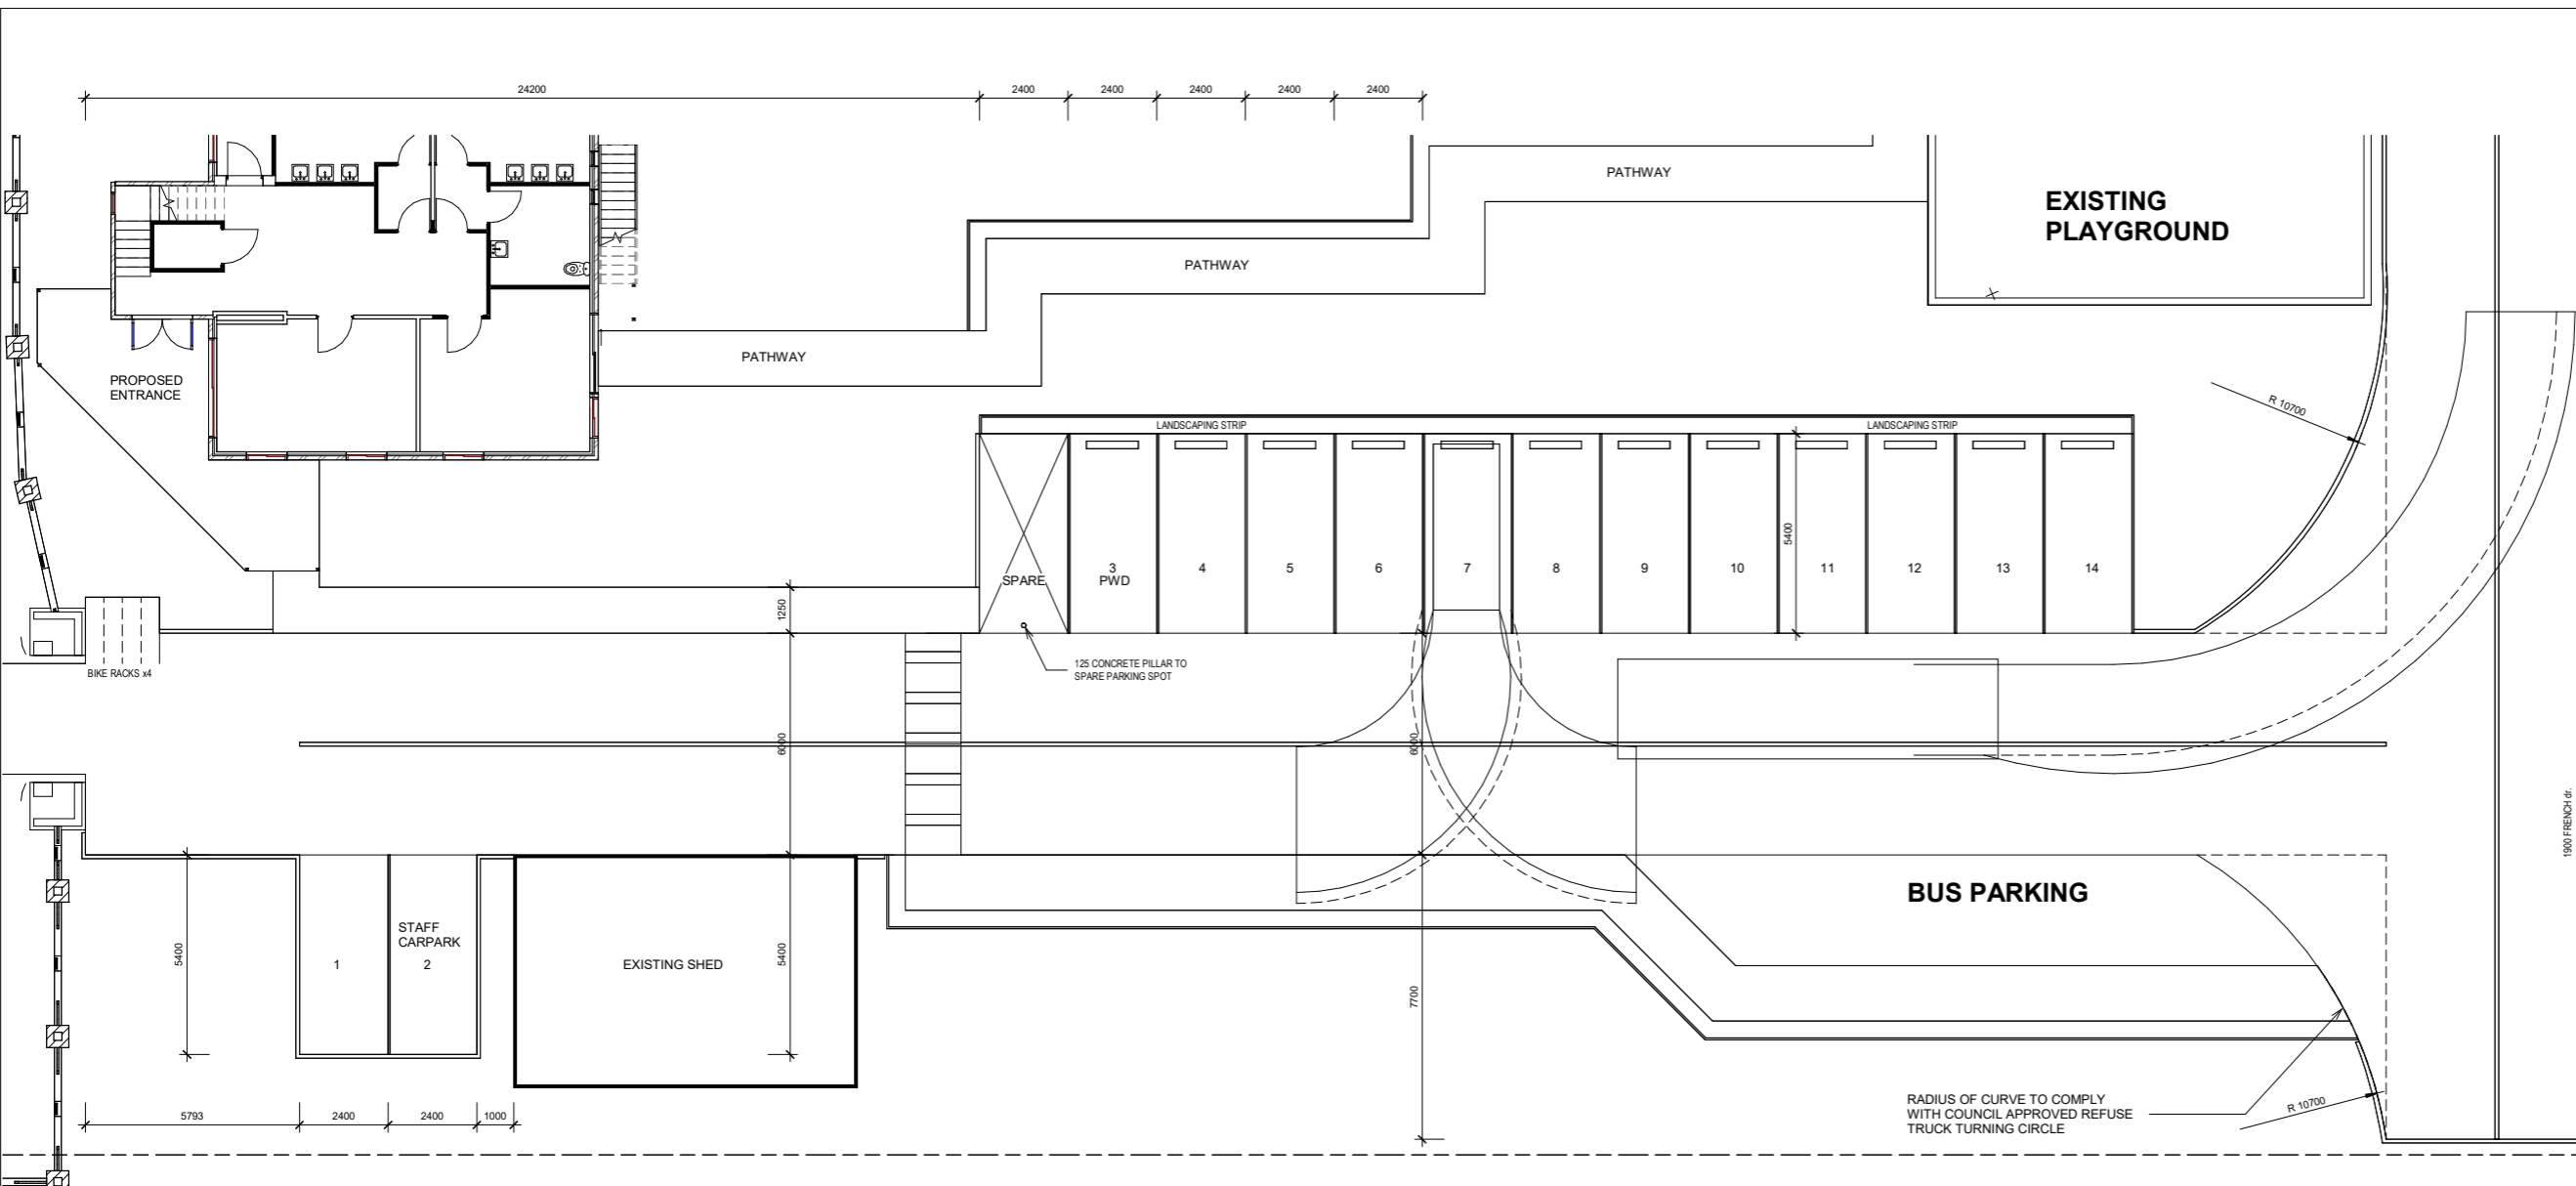 24200
2400
2400
2400
2400
2400
PATHWAY
EXISTING
PLAYGROUND
PATHWAY
PATHWAY
PROPOSED
ENTRANCE
R 10700
LANDSCAPING STRIP
LANDSCAPING STRIP
SPARE
3
PWD
4
5
6
7
8
9
10
5400
11
12
13
14
1250
125 CONCRETE PILLAR TO
SPARE PARKING SPOT
BIKE RACKS x4
6000
6000
1900 FRENCH dr.
BUS PARKING
5400
1
STAFF
CARPARK
2
EXISTING SHED
5400
7700
5793
2400
2400
1000
RADIUS OF CURVE TO COMPLY
WITH COUNCIL APPROVED REFUSE
TRUCK TURNING CIRCLE
R 10700